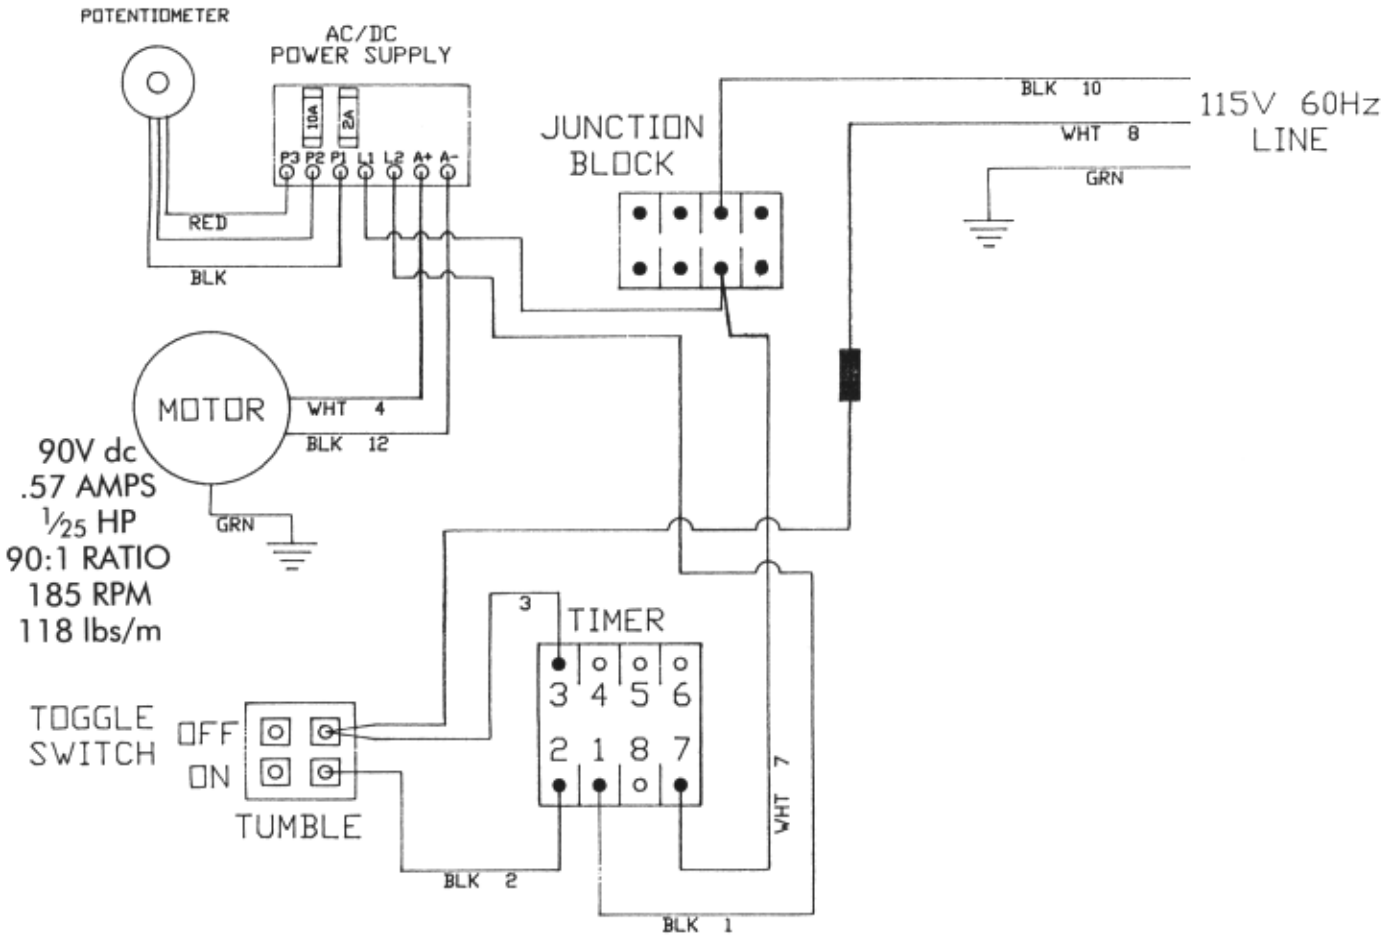 POTENTIOMETER
AC/DC
POWER SUPPLY
10A
2A
P3 P2 P1 L1 L2 A+ A-
RED
BLK
JUNCTION
BLOCK
BLK 10
WHT 8
GRN
115V 60Hz
LINE
MOTOR
WHT 4
BLK 12
GRN
90V dc
.57 AMPS
1/25 HP
90:1 RATIO
185 RPM
118 lbs/m
3
TIMER
3 4 5 6
2 1 8 7
TOGGLE
SWITCH
OFF
ON
TUMBLE
BLK 2
WHT 7
BLK 1